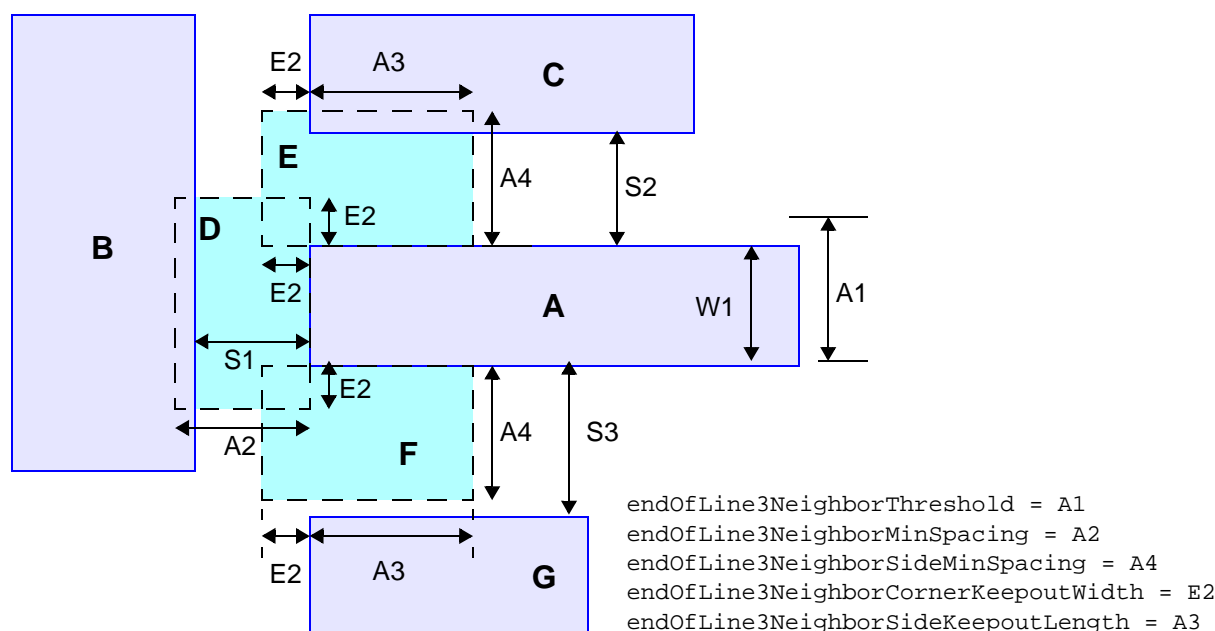 E2
A3
C
E
A4
S2
D
E2
B
E2
A
W1
A1
S1
E2
A2
A4
S3
F
endOfLine3NeighborThreshold = A1
endOfLine3NeighborMinSpacing = A2
endOfLine3NeighborSideMinSpacing = A4
E2
A3
G
endOfLine3NeighborCornerKeepoutWidth = E2
endOfLine3NeighborSideKeepoutLength = A3